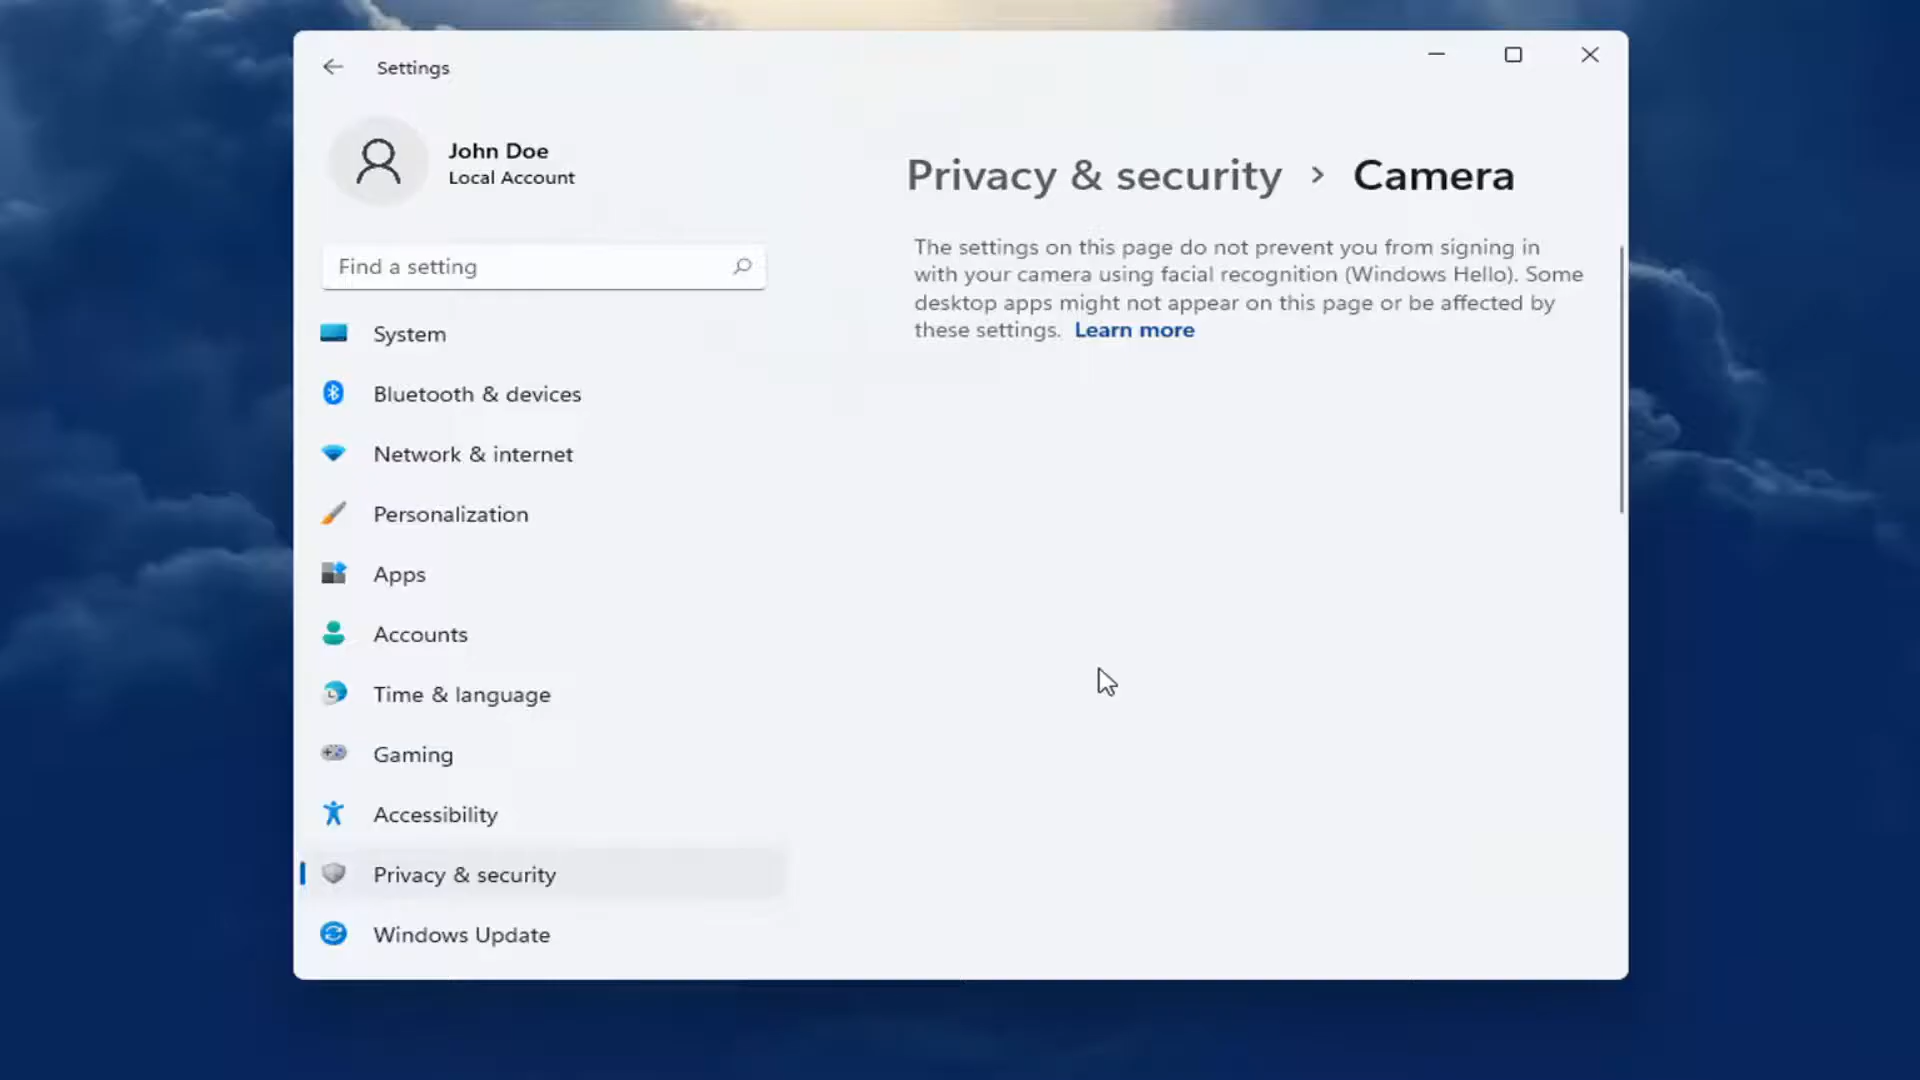 Settings
John Doe
Local Account
Find a setting
System
Bluetooth & devices
Network & internet
Personalization
Apps
Accounts
Time & language
Gaming
Accessibility
Privacy & security
Windows Update
Privacy & security › Camera
The settings on this page do not prevent you from signing in
with your camera using facial recognition (Windows Hello). Some
desktop apps might not appear on this page or be affected by
these settings. Learn more